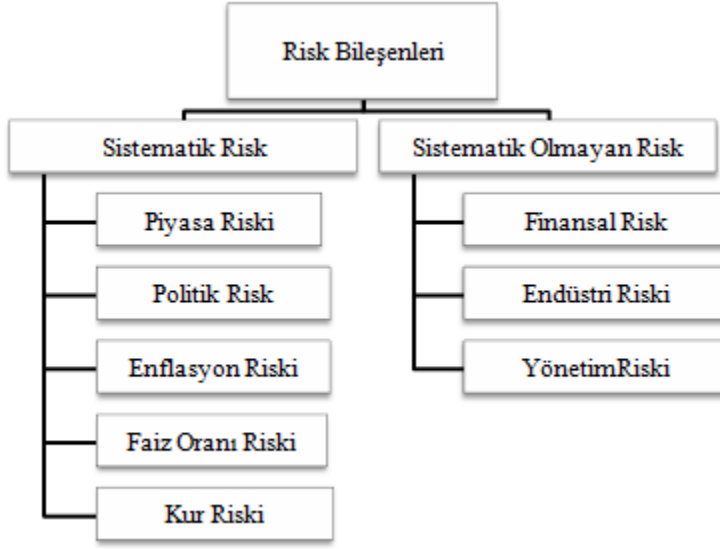 Risk Bileşenleri
Sistematik Risk
Piyasa Riski
Politik Risk
Enflasyon Riski
Faiz Oranı Riski
Kur Riski
Sistematik Olmayan Risk
Finansal Risk
Endüstri Riski
YönetimRiski